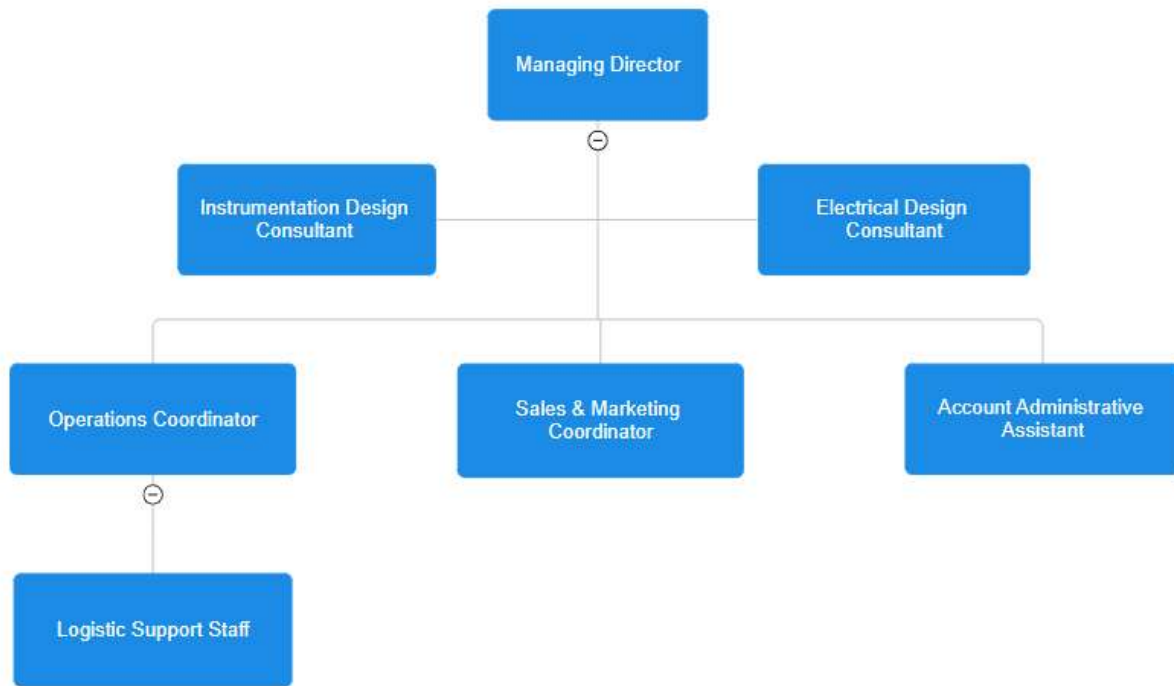 Managing Director
Instrumentation Design
Consultant
Electrical Design
Consultant
Operations Coordinator
Sales & Marketing
Coordinator
Account Administrative
Assistant
Logistic Support Staff